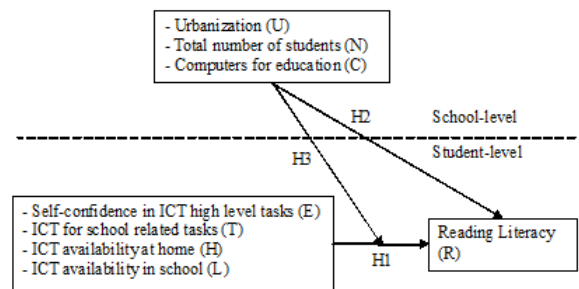 - Urbanization (U)
- Total number of students (N)
- Computers for education (C)
H2
School-level
H3
Student-level
- Self-confidence in ICT high level tasks (E)
- ICT for school related tasks (T)
- ICT availability at home (H)
- ICT availability in school (L)
H1
Reading Literacy
(R)